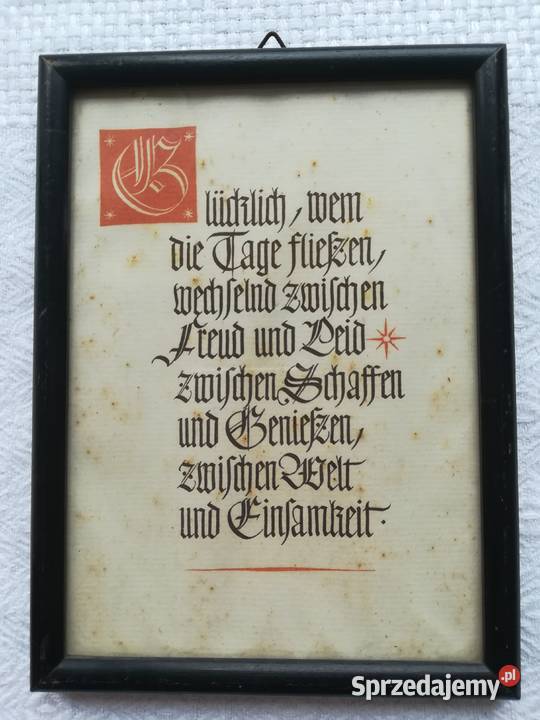 Glücklich, wem
die Tage fließen,
wechselnd zwischen
Freud und Leid
zwischen Schaffen
und Genießen,
zwischen Welt
und Einsamkeit.
Sprzedajemy.pl